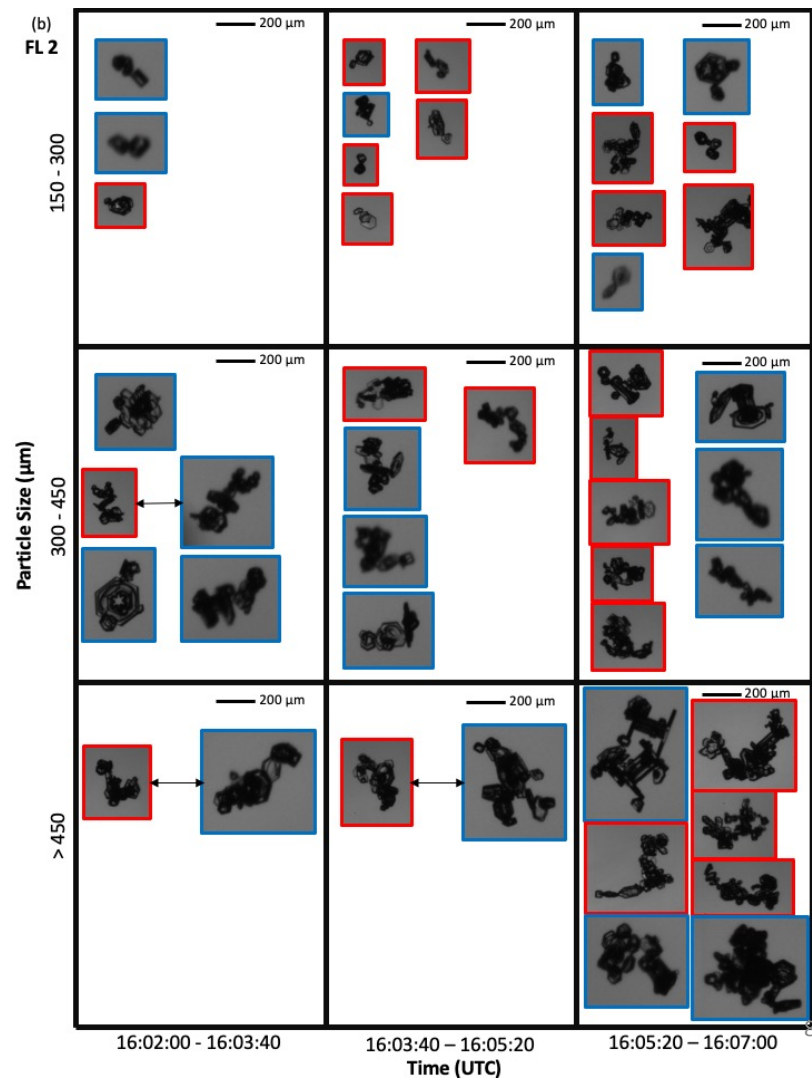 (b)
FL 2
200 µm
200 µm
200 µm
150 - 300
200 µm
200 µm
200 µm
Particle Size (µm)
300 - 450
200 µm
200 µm
200 µm
> 450
16:02:00 - 16:03:40
16:03:40 – 16:05:20
16:05:20 – 16:07:00
Time (UTC)